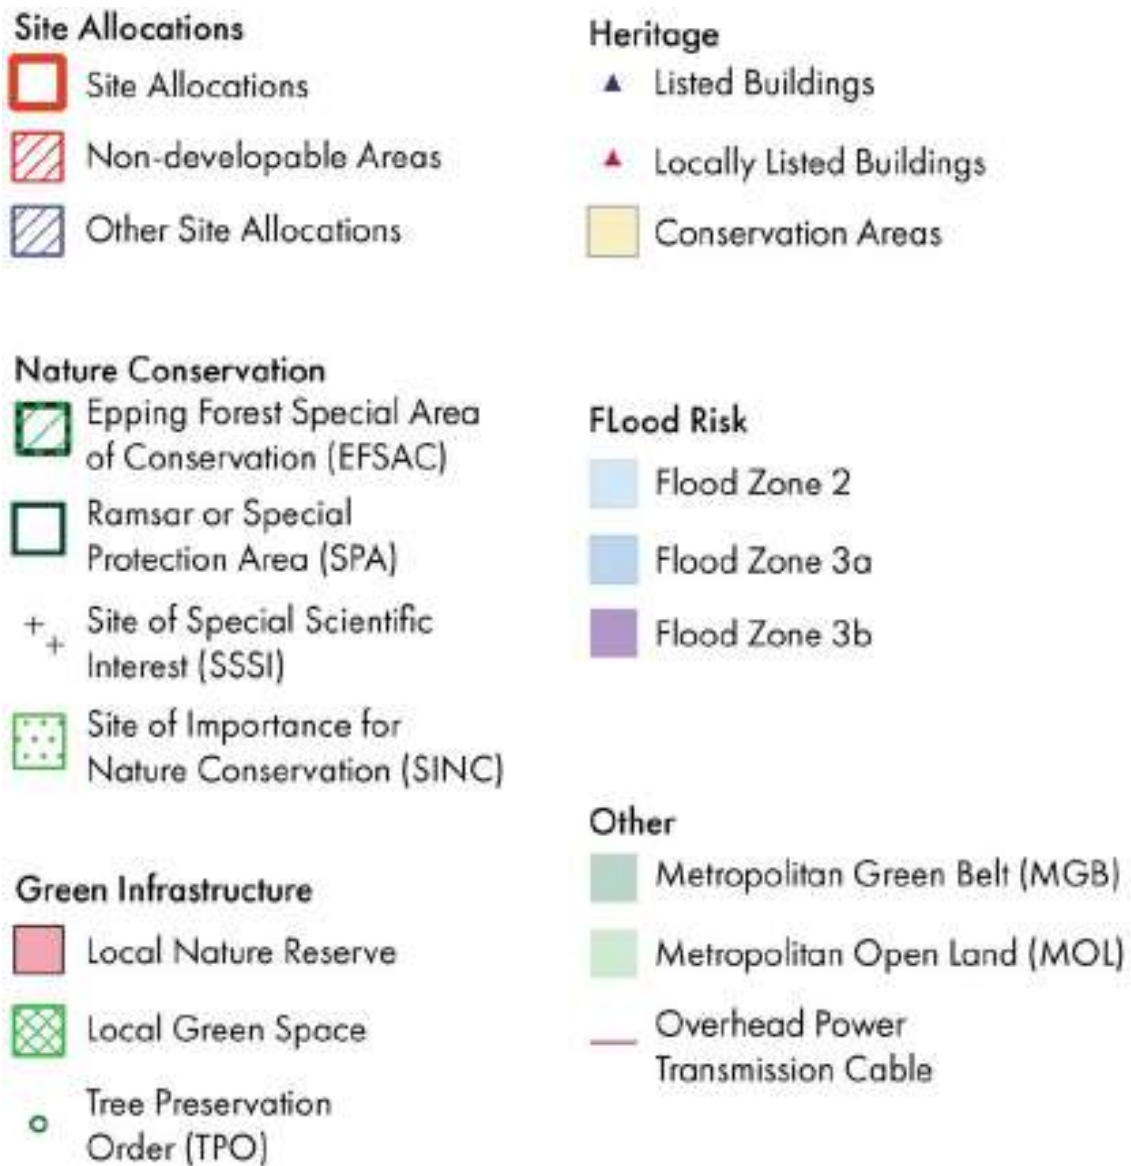 Site Allocations
Site Allocations
Non-developable Areas
Other Site Allocations
Nature Conservation
Epping Forest Special Area
of Conservation (EFSAC)
Ramsar or Special
Protection Area (SPA)
Site of Special Scientific
Interest (SSSI)
Site of Importance for
Nature Conservation (SINC)
Green Infrastructure
Local Nature Reserve
Local Green Space
Tree Preservation
Order (TPO)
Heritage
Listed Buildings
Locally Listed Buildings
Conservation Areas
FLood Risk
Flood Zone 2
Flood Zone 3a
Flood Zone 3b
Other
Metropolitan Green Belt (MGB)
Metropolitan Open Land (MOL)
Overhead Power
Transmission Cable